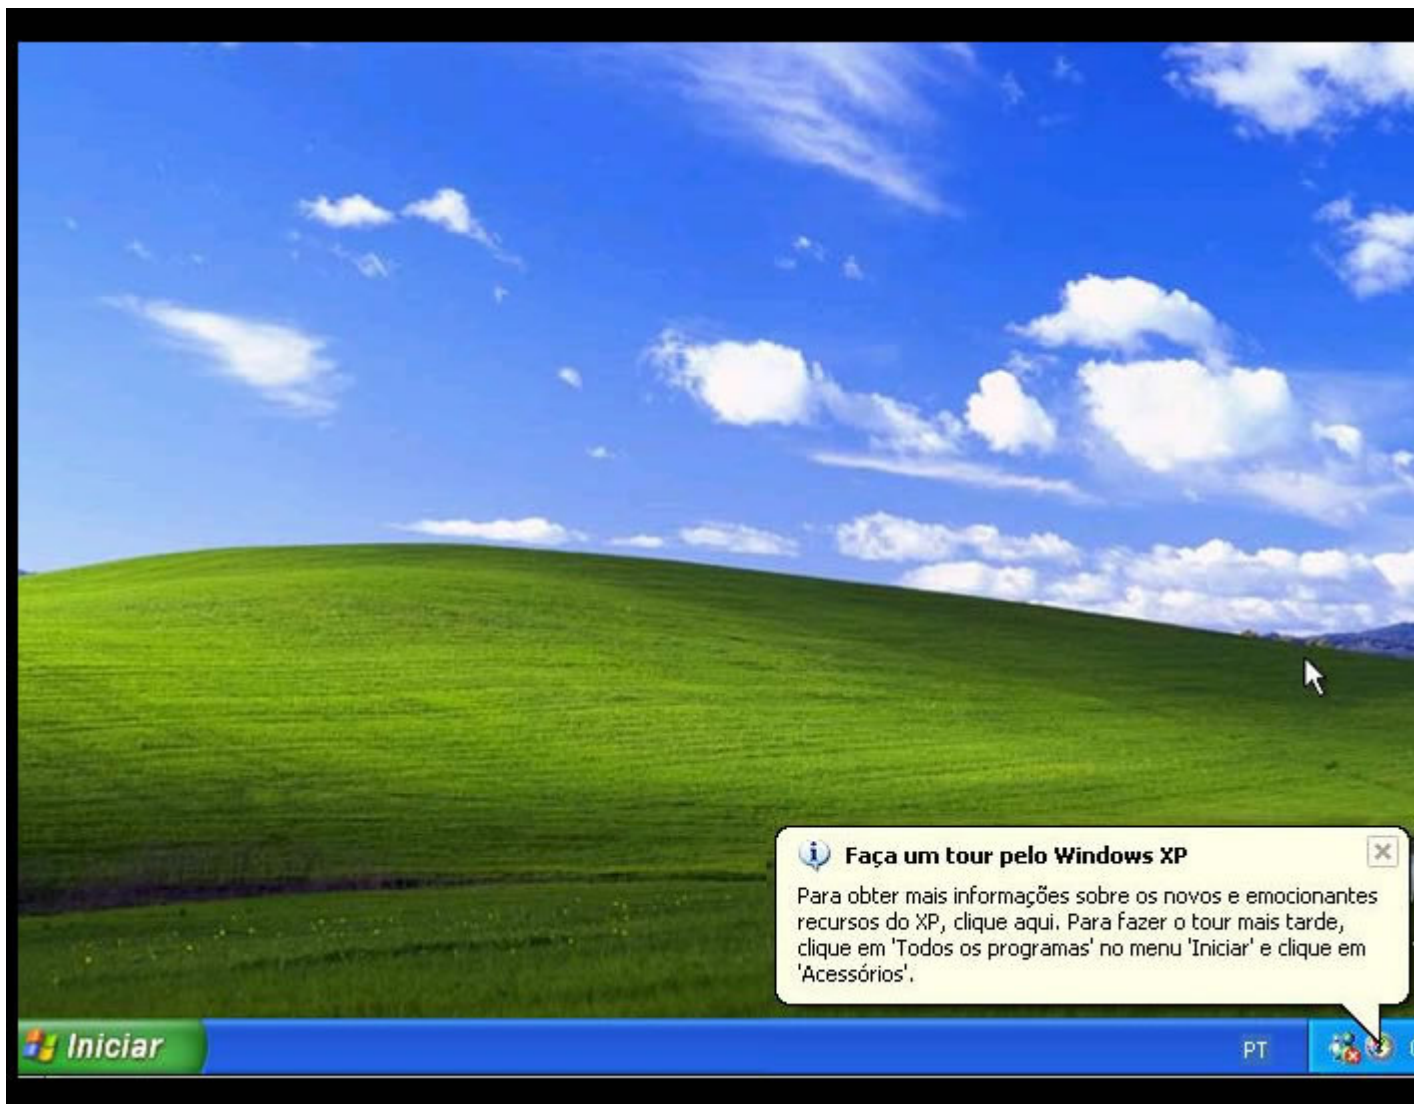 Faça um tour pelo Windows XP
Para obter mais informações sobre os novos e emocionantes
recursos do XP, clique aqui. Para fazer o tour mais tarde,
clique em 'Todos os programas' no menu 'Iniciar' e clique em
'Acessórios'.
Iniciar
PT